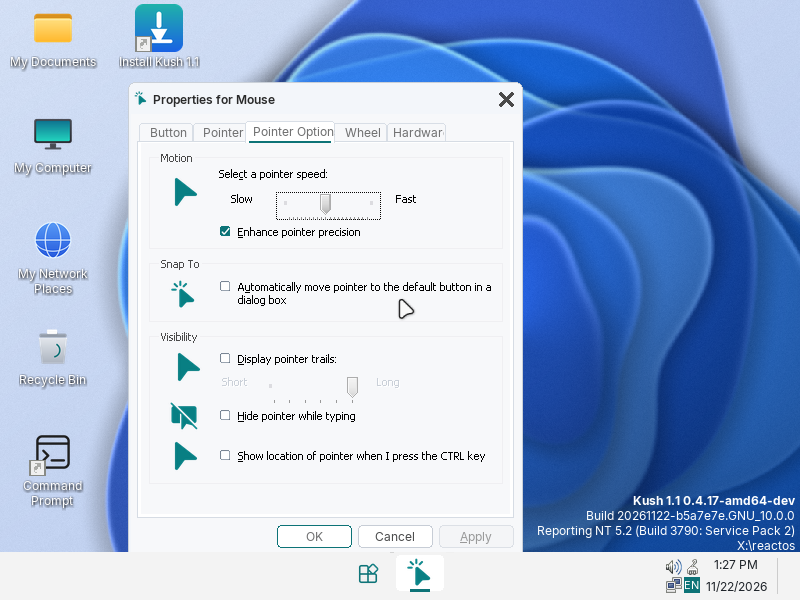 My Documents
Install Kush 1.1
My Computer
My Network
Places
Recycle Bin
Command
Prompt
Properties for Mouse
Button
Pointer
Pointer Option
Wheel
Hardwar
Motion
Select a pointer speed:
Slow
Fast
Enhance pointer precision
Snap To
Automatically move pointer to the default button in a
dialog box
Visibility
Display pointer trails:
Short
Long
Hide pointer while typing
Show location of pointer when I press the CTRL key
OK
Cancel
Apply
Kush 1.1 0.4.17-amd64-dev
Build 20261122-b5a7e7e.GNU_10.0.0
Reporting NT 5.2 (Build 3790: Service Pack 2)
X:\reactos
1:27 PM
EN
11/22/2026